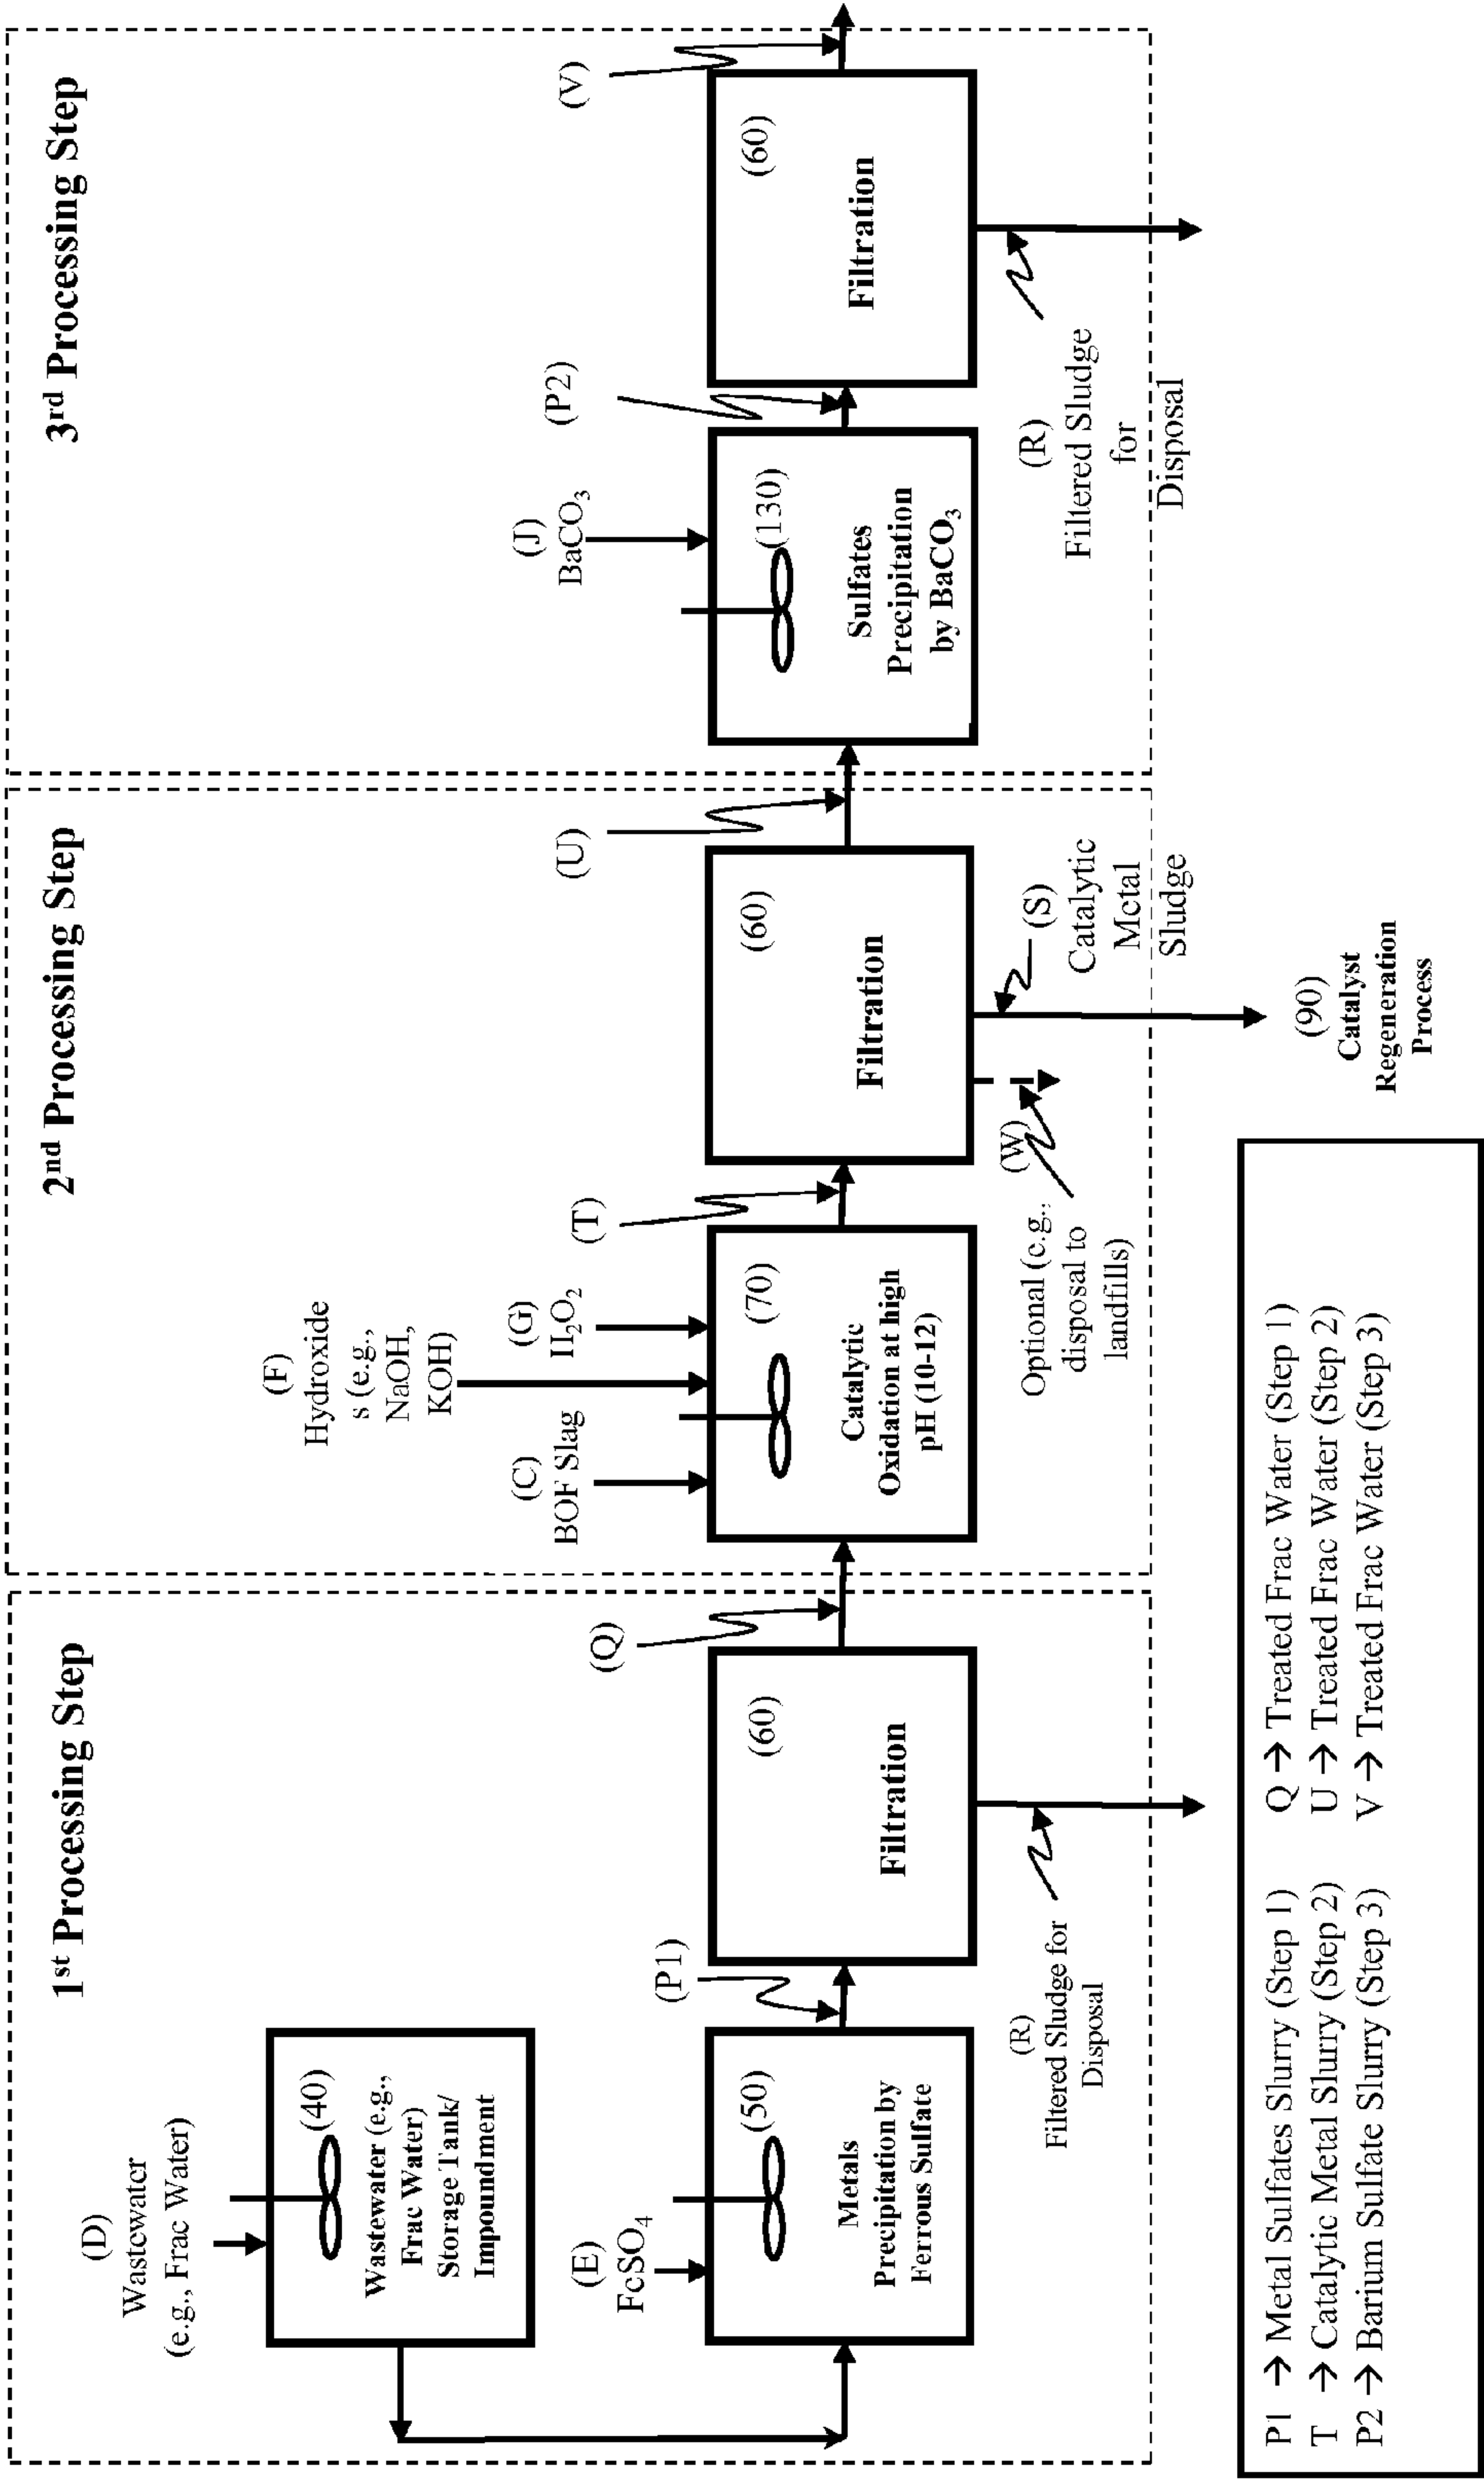 1st Processing Step
(D)
Wastewater
(e.g., Frac Water)
(40)
Wastewater (e.g.,
Frac Water)
Storage Tank/
Impoundment
(E)
FeSO4
(50)
Metals
Precipitation by
Ferrous Sulfate
(P1)
(60)
Filtration
(R)
Filtered Sludge for
Disposal
(Q)
2nd Processing Step
(C)
BOF Slag
(F)
Hydroxide
s (e.g.,
NaOH,
KOH)
(G)
H2O2
(70)
Catalytic
Oxidation at high
pH (10-12)
(T)
(60)
Filtration
(W)
Optional (e.g.,
disposal to
landfills)
(S)
Catalytic
Metal
Sludge
(90)
Catalyst
Regeneration
Process
(U)
3rd Processing Step
(J)
BaCO3
(130)
Sulfates
Precipitation
by BaCO3
(P2)
(60)
Filtration
(R)
Filtered Sludge
for
Disposal
(V)
P1 → Metal Sulfates Slurry (Step 1)
T → Catalytic Metal Slurry (Step 2)
P2 → Barium Sulfate Slurry (Step 3)
Q → Treated Frac Water (Step 1)
U → Treated Frac Water (Step 2)
V → Treated Frac Water (Step 3)